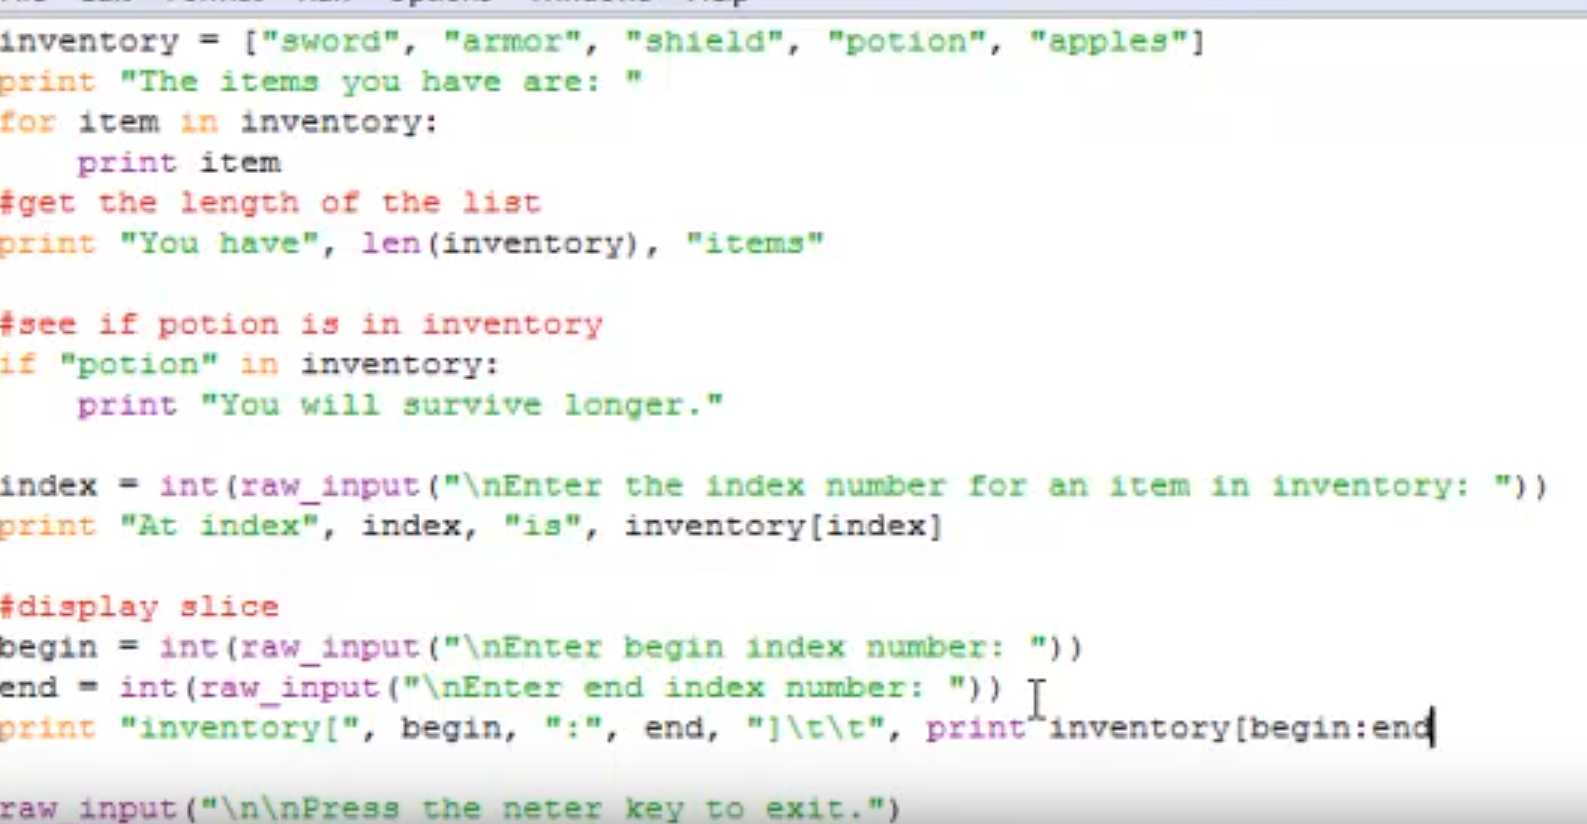 inventory = ["sword", "armor", "shield", "potion", "apples"]
print "The items you have are: "
for item in inventory:
    print item
#get the length of the list
print "You have", len(inventory), "items"
#see if potion is in inventory
if "potion" in inventory:
    print "You will survive longer."
index = int(raw_input("\nEnter the index number for an item in inventory: "))
print "At index", index, "is", inventory[index]
#display slice
begin = int(raw_input("\nEnter begin index number: "))
end = int(raw_input("\nEnter end index number: "))
print "inventory[", begin, ":", end, "]\t\t", print inventory[begin:end
raw_input("\n\nPress the neter key to exit.")